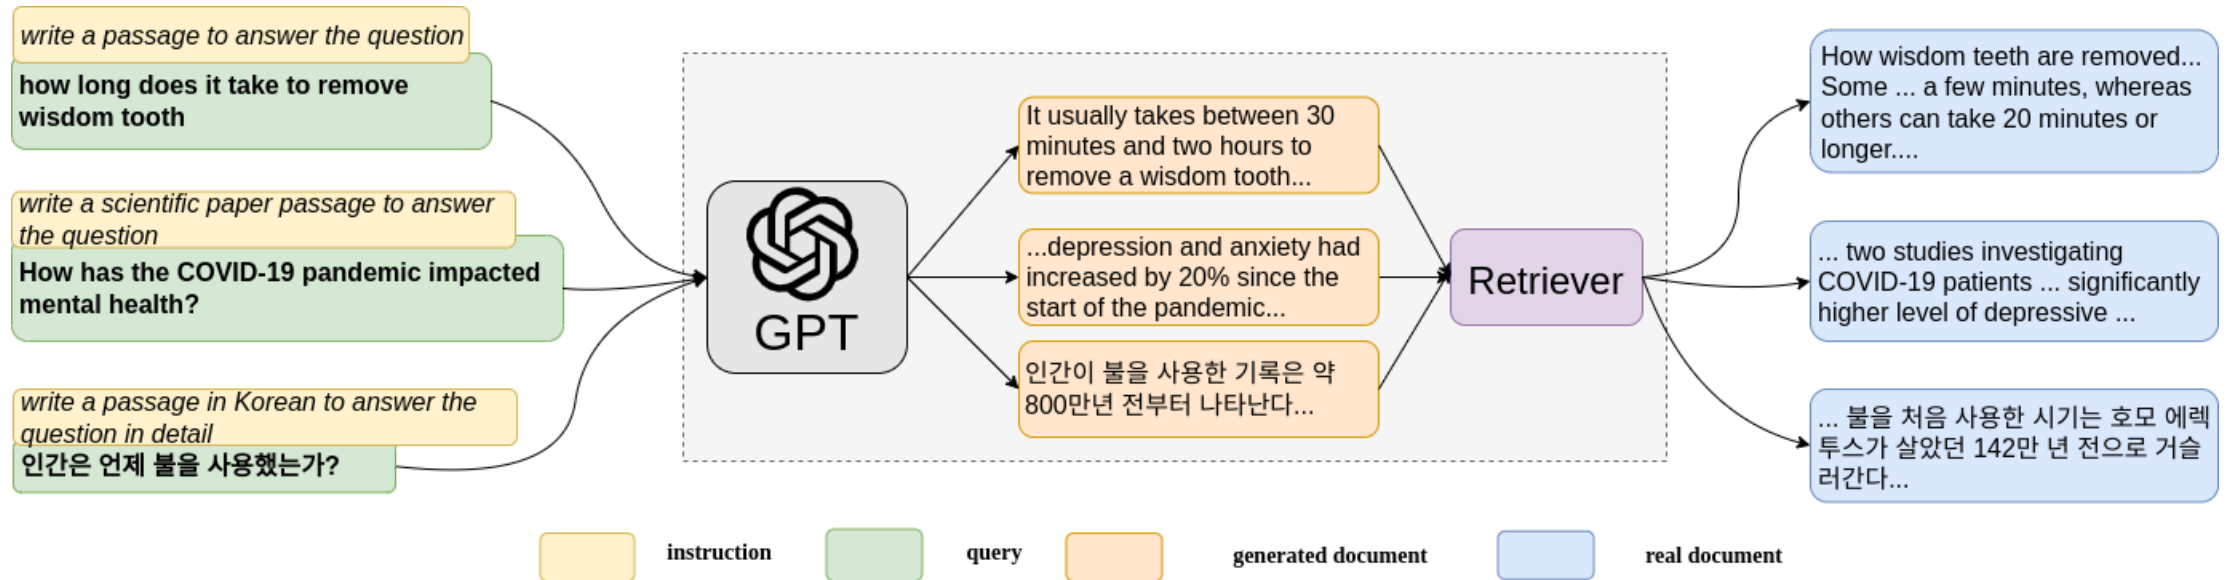 write a passage to answer the question
how long does it take to remove
wisdom tooth
write a scientific paper passage to answer
the question
How has the COVID-19 pandemic impacted
mental health?
write a passage in Korean to answer the
question in detail
인간은 언제 불을 사용했는가?
GPT
It usually takes between 30
minutes and two hours to
remove a wisdom tooth...
...depression and anxiety had
increased by 20% since the
start of the pandemic...
인간이 불을 사용한 기록은 약
800만년 전부터 나타난다...
Retriever
How wisdom teeth are removed...
Some ... a few minutes, whereas
others can take 20 minutes or
longer....
... two studies investigating
COVID-19 patients ... significantly
higher level of depressive ...
... 불을 처음 사용한 시기는 호모 에렉
투스가 살았던 142만 년 전으로 거슬
러간다...
instruction
query
generated document
real document